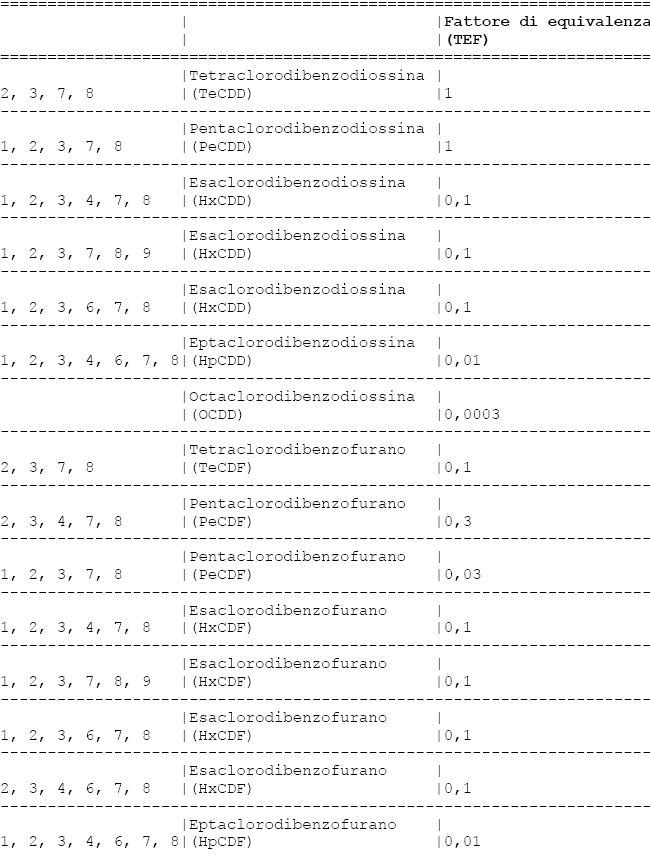 ==========================================================================
|                          |Fattore di equivalenza
|                          |(TEF)
==========================================================================
|Tetraclorodibenzodiossina |
2, 3, 7, 8         |(TeCDD)                   |1
--------------------------------------------------------------------------
|Pentaclorodibenzodiossina |
1, 2, 3, 7, 8      |(PeCDD)                   |1
--------------------------------------------------------------------------
|Esaclorodibenzodiossina   |
1, 2, 3, 4, 7, 8   |(HxCDD)                   |0,1
--------------------------------------------------------------------------
|Esaclorodibenzodiossina   |
1, 2, 3, 7, 8, 9   |(HxCDD)                   |0,1
--------------------------------------------------------------------------
|Esaclorodibenzodiossina   |
1, 2, 3, 6, 7, 8   |(HxCDD)                   |0,1
--------------------------------------------------------------------------
|Eptaclorodibenzodiossina  |
1, 2, 3, 4, 6, 7, 8|(HpCDD)                   |0,01
--------------------------------------------------------------------------
|Octaclorodibenzodiossina  |
|(OCDD)                    |0,0003
--------------------------------------------------------------------------
|Tetraclorodibenzofurano   |
2, 3, 7, 8         |(TeCDF)                   |0,1
--------------------------------------------------------------------------
|Pentaclorodibenzofurano   |
2, 3, 4, 7, 8      |(PeCDF)                   |0,3
--------------------------------------------------------------------------
|Pentaclorodibenzofurano   |
1, 2, 3, 7, 8      |(PeCDF)                   |0,03
--------------------------------------------------------------------------
|Esaclorodibenzofurano     |
1, 2, 3, 4, 7, 8   |(HxCDF)                   |0,1
--------------------------------------------------------------------------
|Esaclorodibenzofurano     |
1, 2, 3, 7, 8, 9   |(HxCDF)                   |0,1
--------------------------------------------------------------------------
|Esaclorodibenzofurano     |
1, 2, 3, 6, 7, 8   |(HxCDF)                   |0,1
--------------------------------------------------------------------------
|Esaclorodibenzofurano     |
2, 3, 4, 6, 7, 8   |(HxCDF)                   |0,1
--------------------------------------------------------------------------
|Eptaclorodibenzofurano    |
1, 2, 3, 4, 6, 7, 8|(HpCDF)                   |0,01